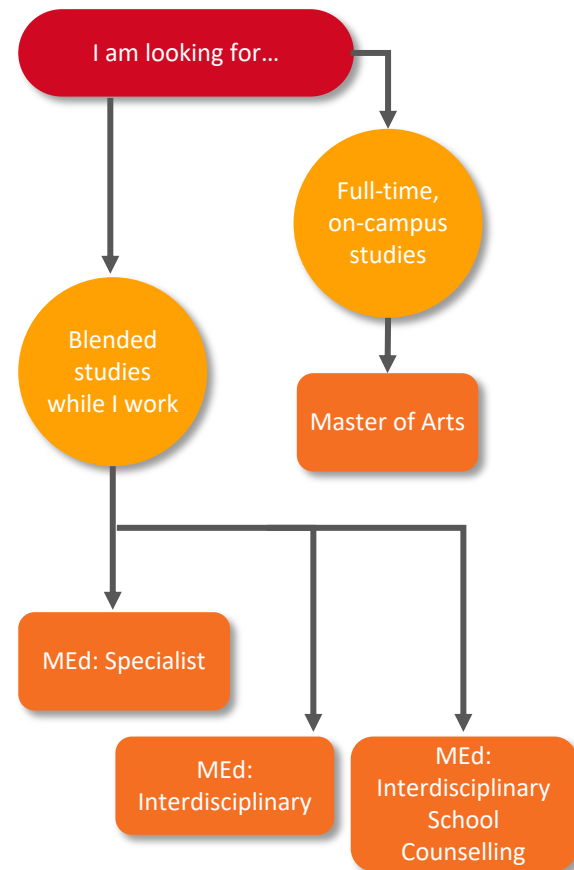 I am looking for…
Full-time,
on-campus
studies
Blended
studies
while I work
Master of Arts
MEd: Specialist
MEd:
Interdisciplinary
MEd:
Interdisciplinary
School
Counselling